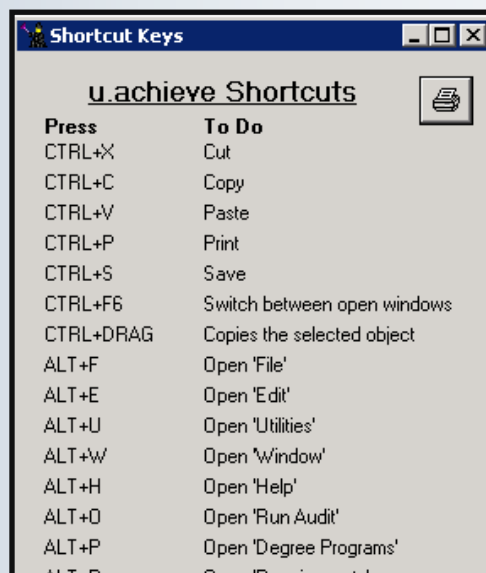 Shortcut Keys
u.achieve Shortcuts
Press To Do
CTRL+X Cut
CTRL+C Copy
CTRL+V Paste
CTRL+P Print
CTRL+S Save
CTRL+F6 Switch between open windows
CTRL+DRAG Copies the selected object
ALT+F Open 'File'
ALT+E Open 'Edit'
ALT+U Open 'Utilities'
ALT+W Open 'Window'
ALT+H Open 'Help'
ALT+O Open 'Run Audit'
ALT+P Open 'Degree Programs'